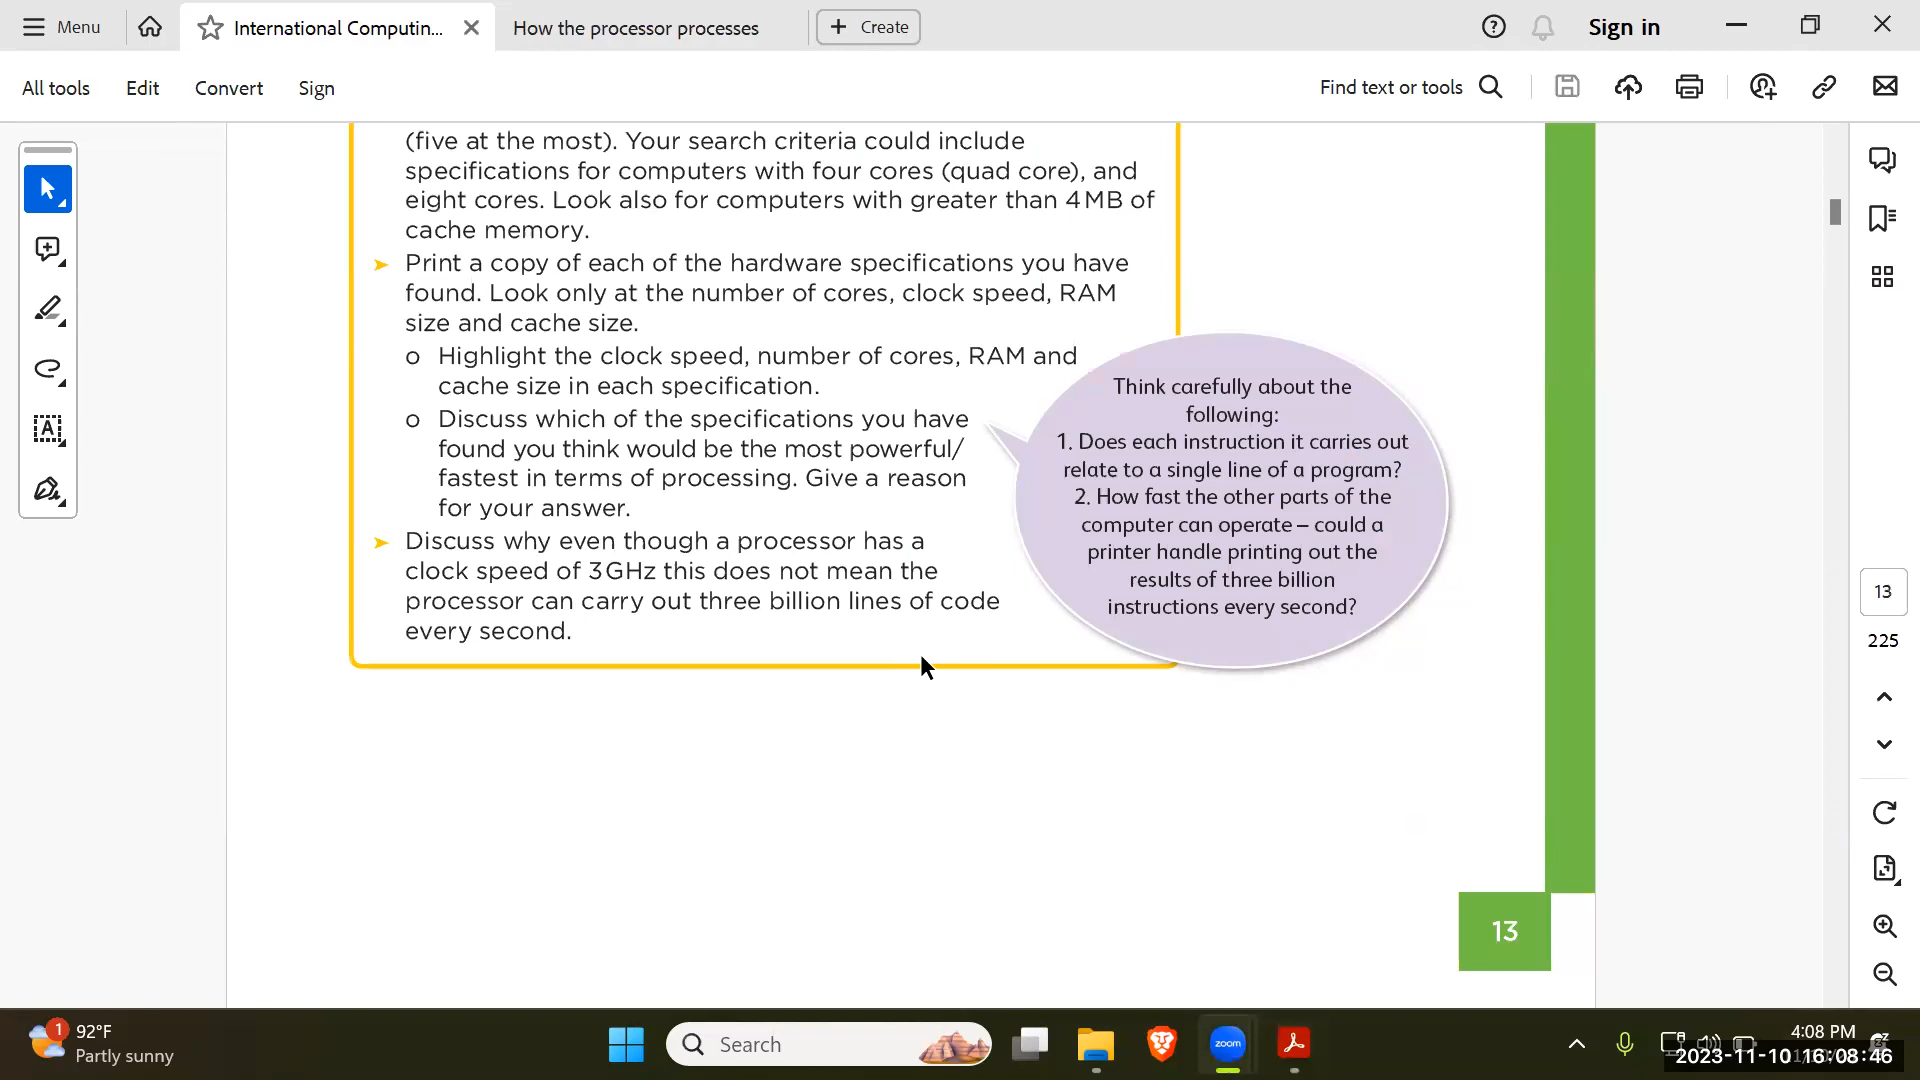 Menu
International Computin...
How the processor processes
Create
Sign in
All tools
Edit
Convert
Sign
Find text or tools
(five at the most). Your search criteria could include
specifications for computers with four cores (quad core), and
eight cores. Look also for computers with greater than 4 MB of
cache memory.
➤ Print a copy of each of the hardware specifications you have
found. Look only at the number of cores, clock speed, RAM
size and cache size.
o Highlight the clock speed, number of cores, RAM and
cache size in each specification.
o Discuss which of the specifications you have
found you think would be the most powerful/
fastest in terms of processing. Give a reason
for your answer.
➤ Discuss why even though a processor has a
clock speed of 3 GHz this does not mean the
processor can carry out three billion lines of code
every second.
Think carefully about the
following:
1. Does each instruction it carries out
relate to a single line of a program?
2. How fast the other parts of the
computer can operate – could a
printer handle printing out the
results of three billion
instructions every second?
13
13
225
1
92°F
Partly sunny
Search
zoom
4:08 PM
2023-11-10 16:08:46